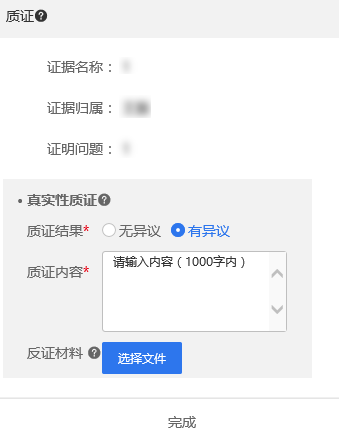 质证?
证据名称：
证据归属：
证明问题：
• 真实性质证?
质证结果* 无异议 有异议
质证内容* 请输入内容（1000字内）
反证材料 ? 选择文件
完成